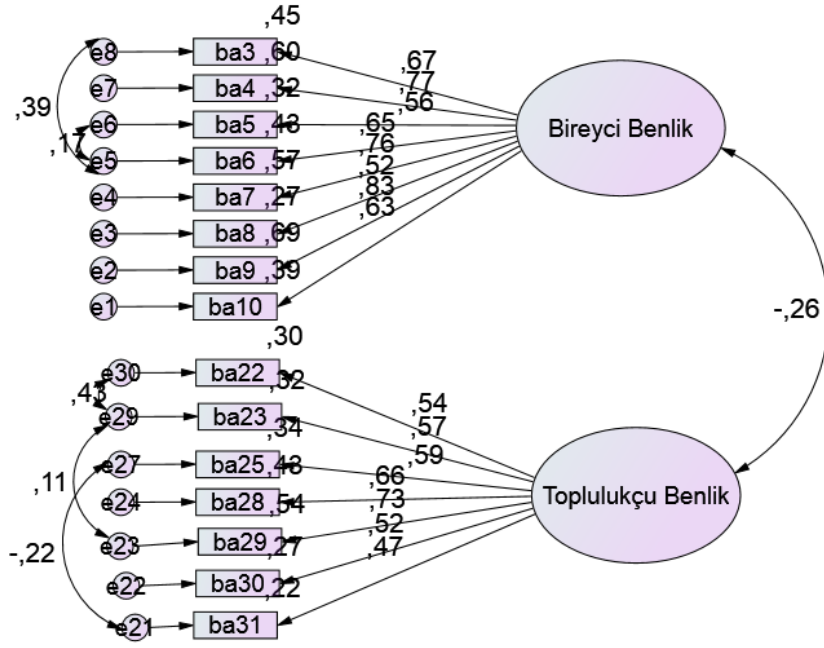 ,45
e8 ba3 ,60
,67
e7 ba4 ,32
,77
,56
,39
e6 ba5 ,43
,65
,17
e5 ba6 ,57
,76
Bireyci Benlik
e4 ba7 ,27
,52
e3 ba8 ,69
,83
e2 ba9 ,39
,63
e1 ba10
-,26
,30
e30 ba22 ,32
,43
,54
e29 ba23 ,34
,57
e27 ba25 ,43
,59
,11
e24 ba28 ,54
,66
Toplulukçu Benlik
,73
-,22
e23 ba29 ,27
,52
e22 ba30 ,22
,47
e21 ba31